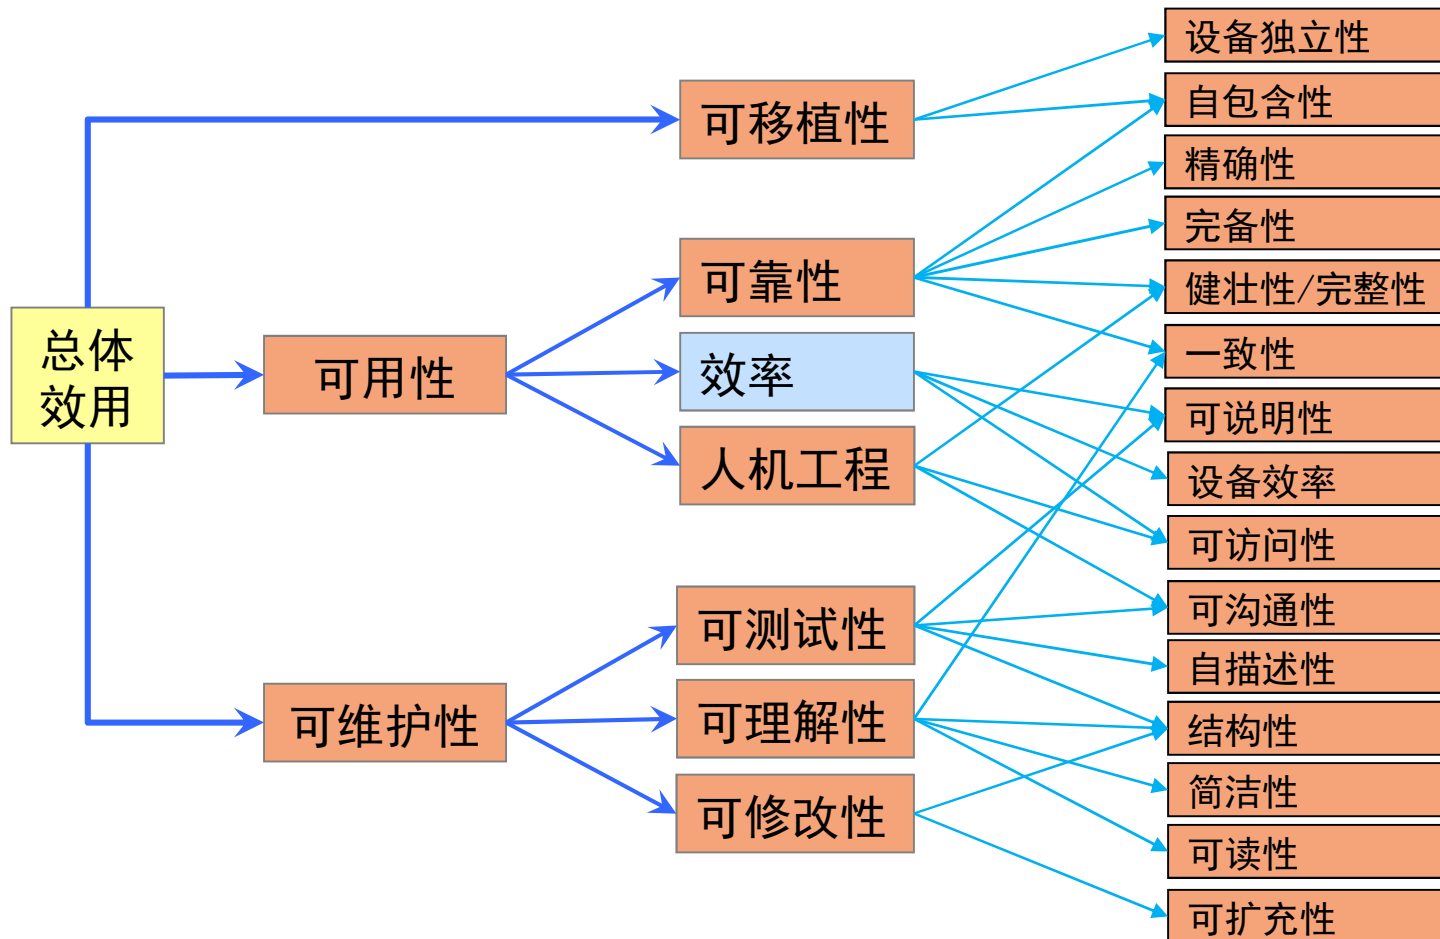 总体
效用
可用性
可维护性
可移植性
可靠性
效率
人机工程
可测试性
可理解性
可修改性
设备独立性
自包含性
精确性
完备性
健壮性/完整性
一致性
可说明性
设备效率
可访问性
可沟通性
自描述性
结构性
简洁性
可读性
可扩充性